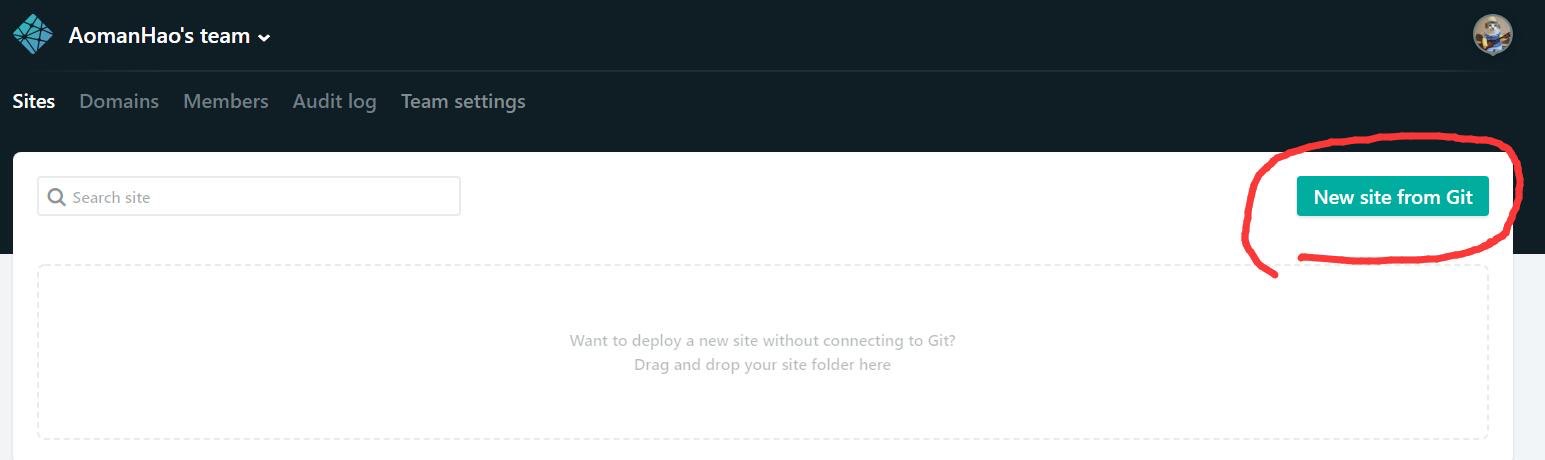 AomanHao's team
Sites Domains Members Audit log Team settings
Search site New site from Git
Want to deploy a new site without connecting to Git?
Drag and drop your site folder here